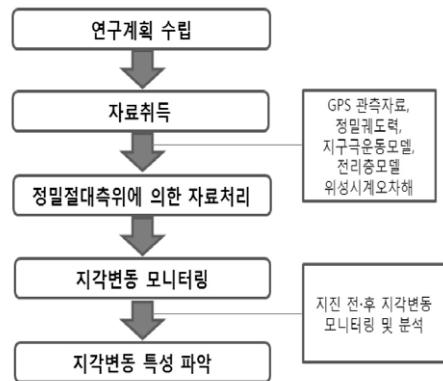 연구계획 수립
자료취득
GPS 관측자료,
정밀궤도력,
지구극운동모델,
전리층모델
위성시계오차해
정밀절대측위에 의한 자료처리
지각변동 모니터링
지진 전·후 지각변동
모니터링 및 분석
지각변동 특성 파악